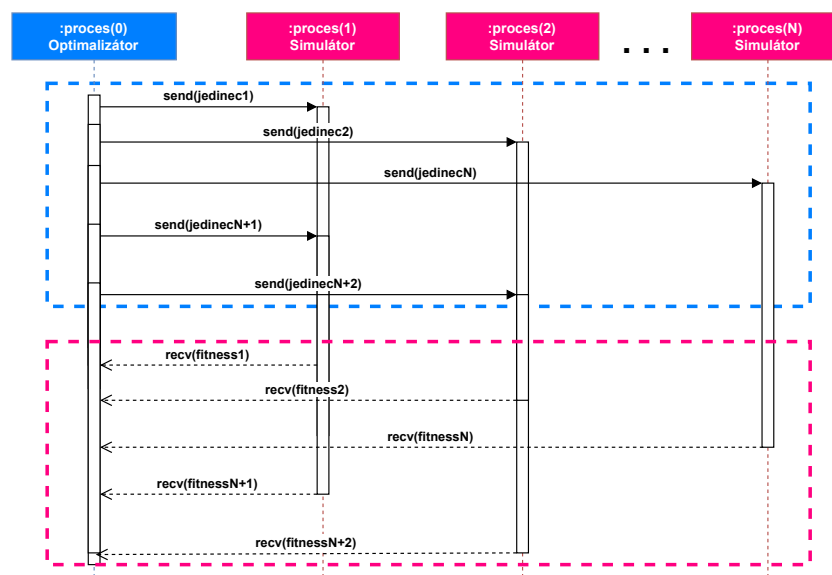 :proces(0)
Optimalizátor
:proces(1)
Simulátor
:proces(2)
Simulátor
. . .
:proces(N)
Simulátor
send(jedinec1)
send(jedinec2)
send(jedinecN)
send(jedinecN+1)
send(jedinecN+2)
recv(fitness1)
recv(fitness2)
recv(fitnessN)
recv(fitnessN+1)
recv(fitnessN+2)